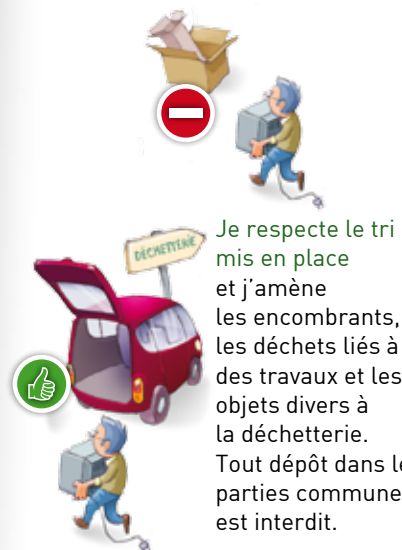 DÉCHETTERIE
Je respecte le tri
mis en place
et j’amène
les encombrants,
les déchets liés à
des travaux et les
objets divers à
la déchetterie.
Tout dépôt dans le
parties commune
est interdit.